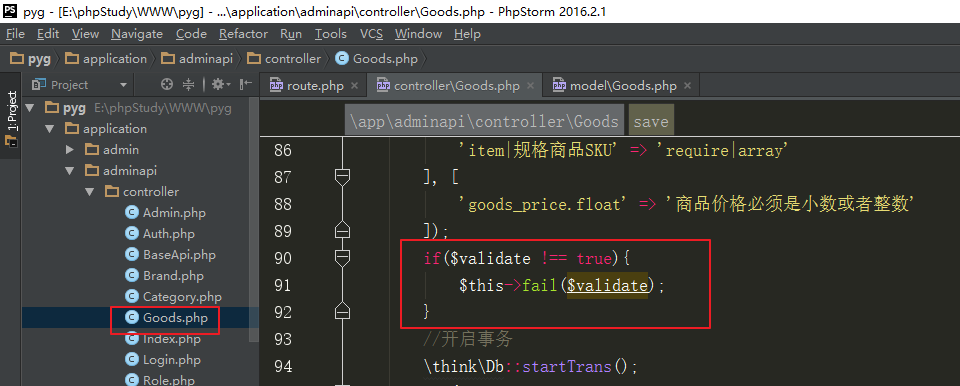 pyg - [E:\phpStudy\WWW\pyg] - ...\application\adminapi\controller\Goods.php - PhpStorm 2016.2.1
File Edit View Navigate Code Refactor Run Tools VCS Window Help
pyg application adminapi controller Goods.php
1: Project
Project
route.php controller\Goods.php model\Goods.php
pyg E:\phpStudy\WWW\pyg
application
admin
adminapi
controller
Admin.php
Auth.php
BaseApi.php
Brand.php
Category.php
Goods.php
Index.php
Login.php
Role.php
\app\adminapi\controller\Goods save
86 'item|规格商品SKU' => 'require|array'
87 ], [
88 'goods_price.float' => '商品价格必须是小数或者整数'
89 ]);
90 if($validate !== true){
91 $this->fail($validate);
92 }
93 //开启事务
94 \think\Db::startTrans();